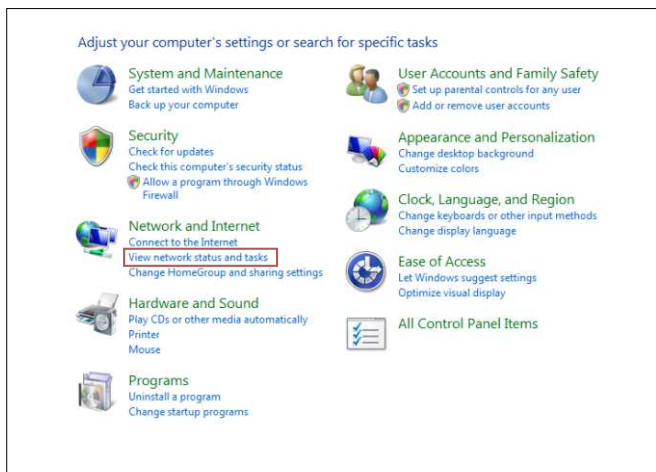 Adjust your computer's settings or search for specific tasks
System and Maintenance
Get started with Windows
Back up your computer
Security
Check for updates
Check this computer's security status
Allow a program through Windows
Firewall
Network and Internet
Connect to the Internet
View network status and tasks
Change HomeGroup and sharing settings
Hardware and Sound
Play CDs or other media automatically
Printer
Mouse
Programs
Uninstall a program
Change startup programs
User Accounts and Family Safety
Set up parental controls for any user
Add or remove user accounts
Appearance and Personalization
Change desktop background
Customize colors
Clock, Language, and Region
Change keyboards or other input methods
Change display language
Ease of Access
Let Windows suggest settings
Optimize visual display
All Control Panel Items